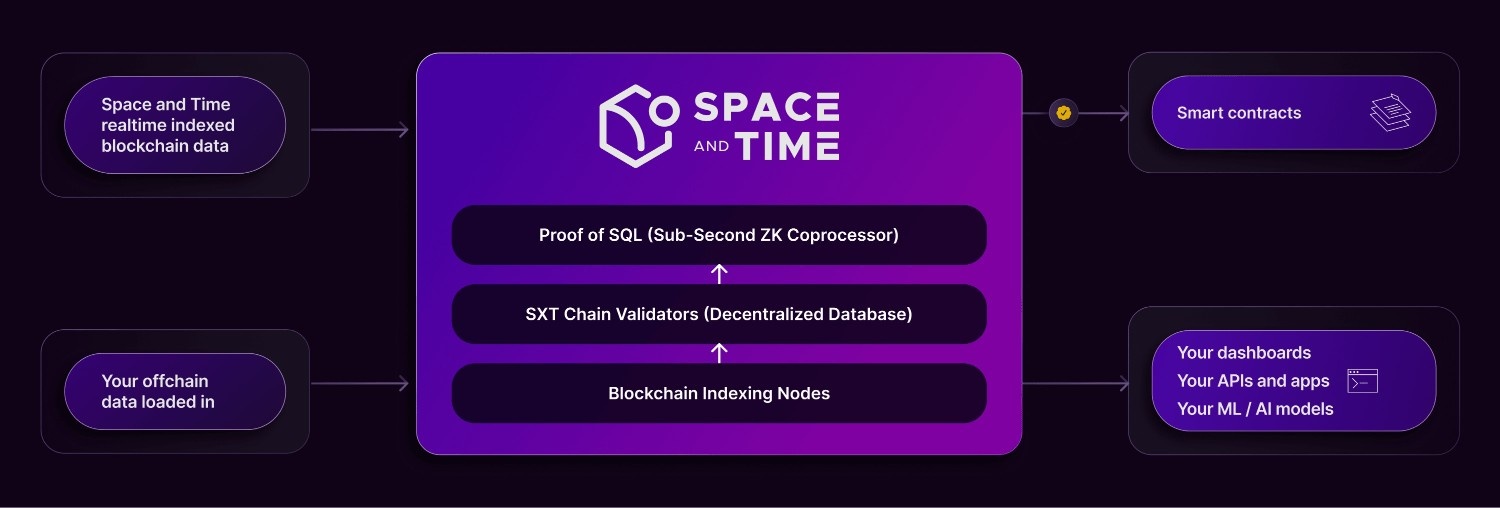 Space and Time
realtime indexed
blockchain data
Your offchain
data loaded in
SPACE
AND TIME
Proof of SQL (Sub-Second ZK Coprocessor)
SXT Chain Validators (Decentralized Database)
Blockchain Indexing Nodes
Smart contracts
Your dashboards
Your APIs and apps
Your ML / AI models